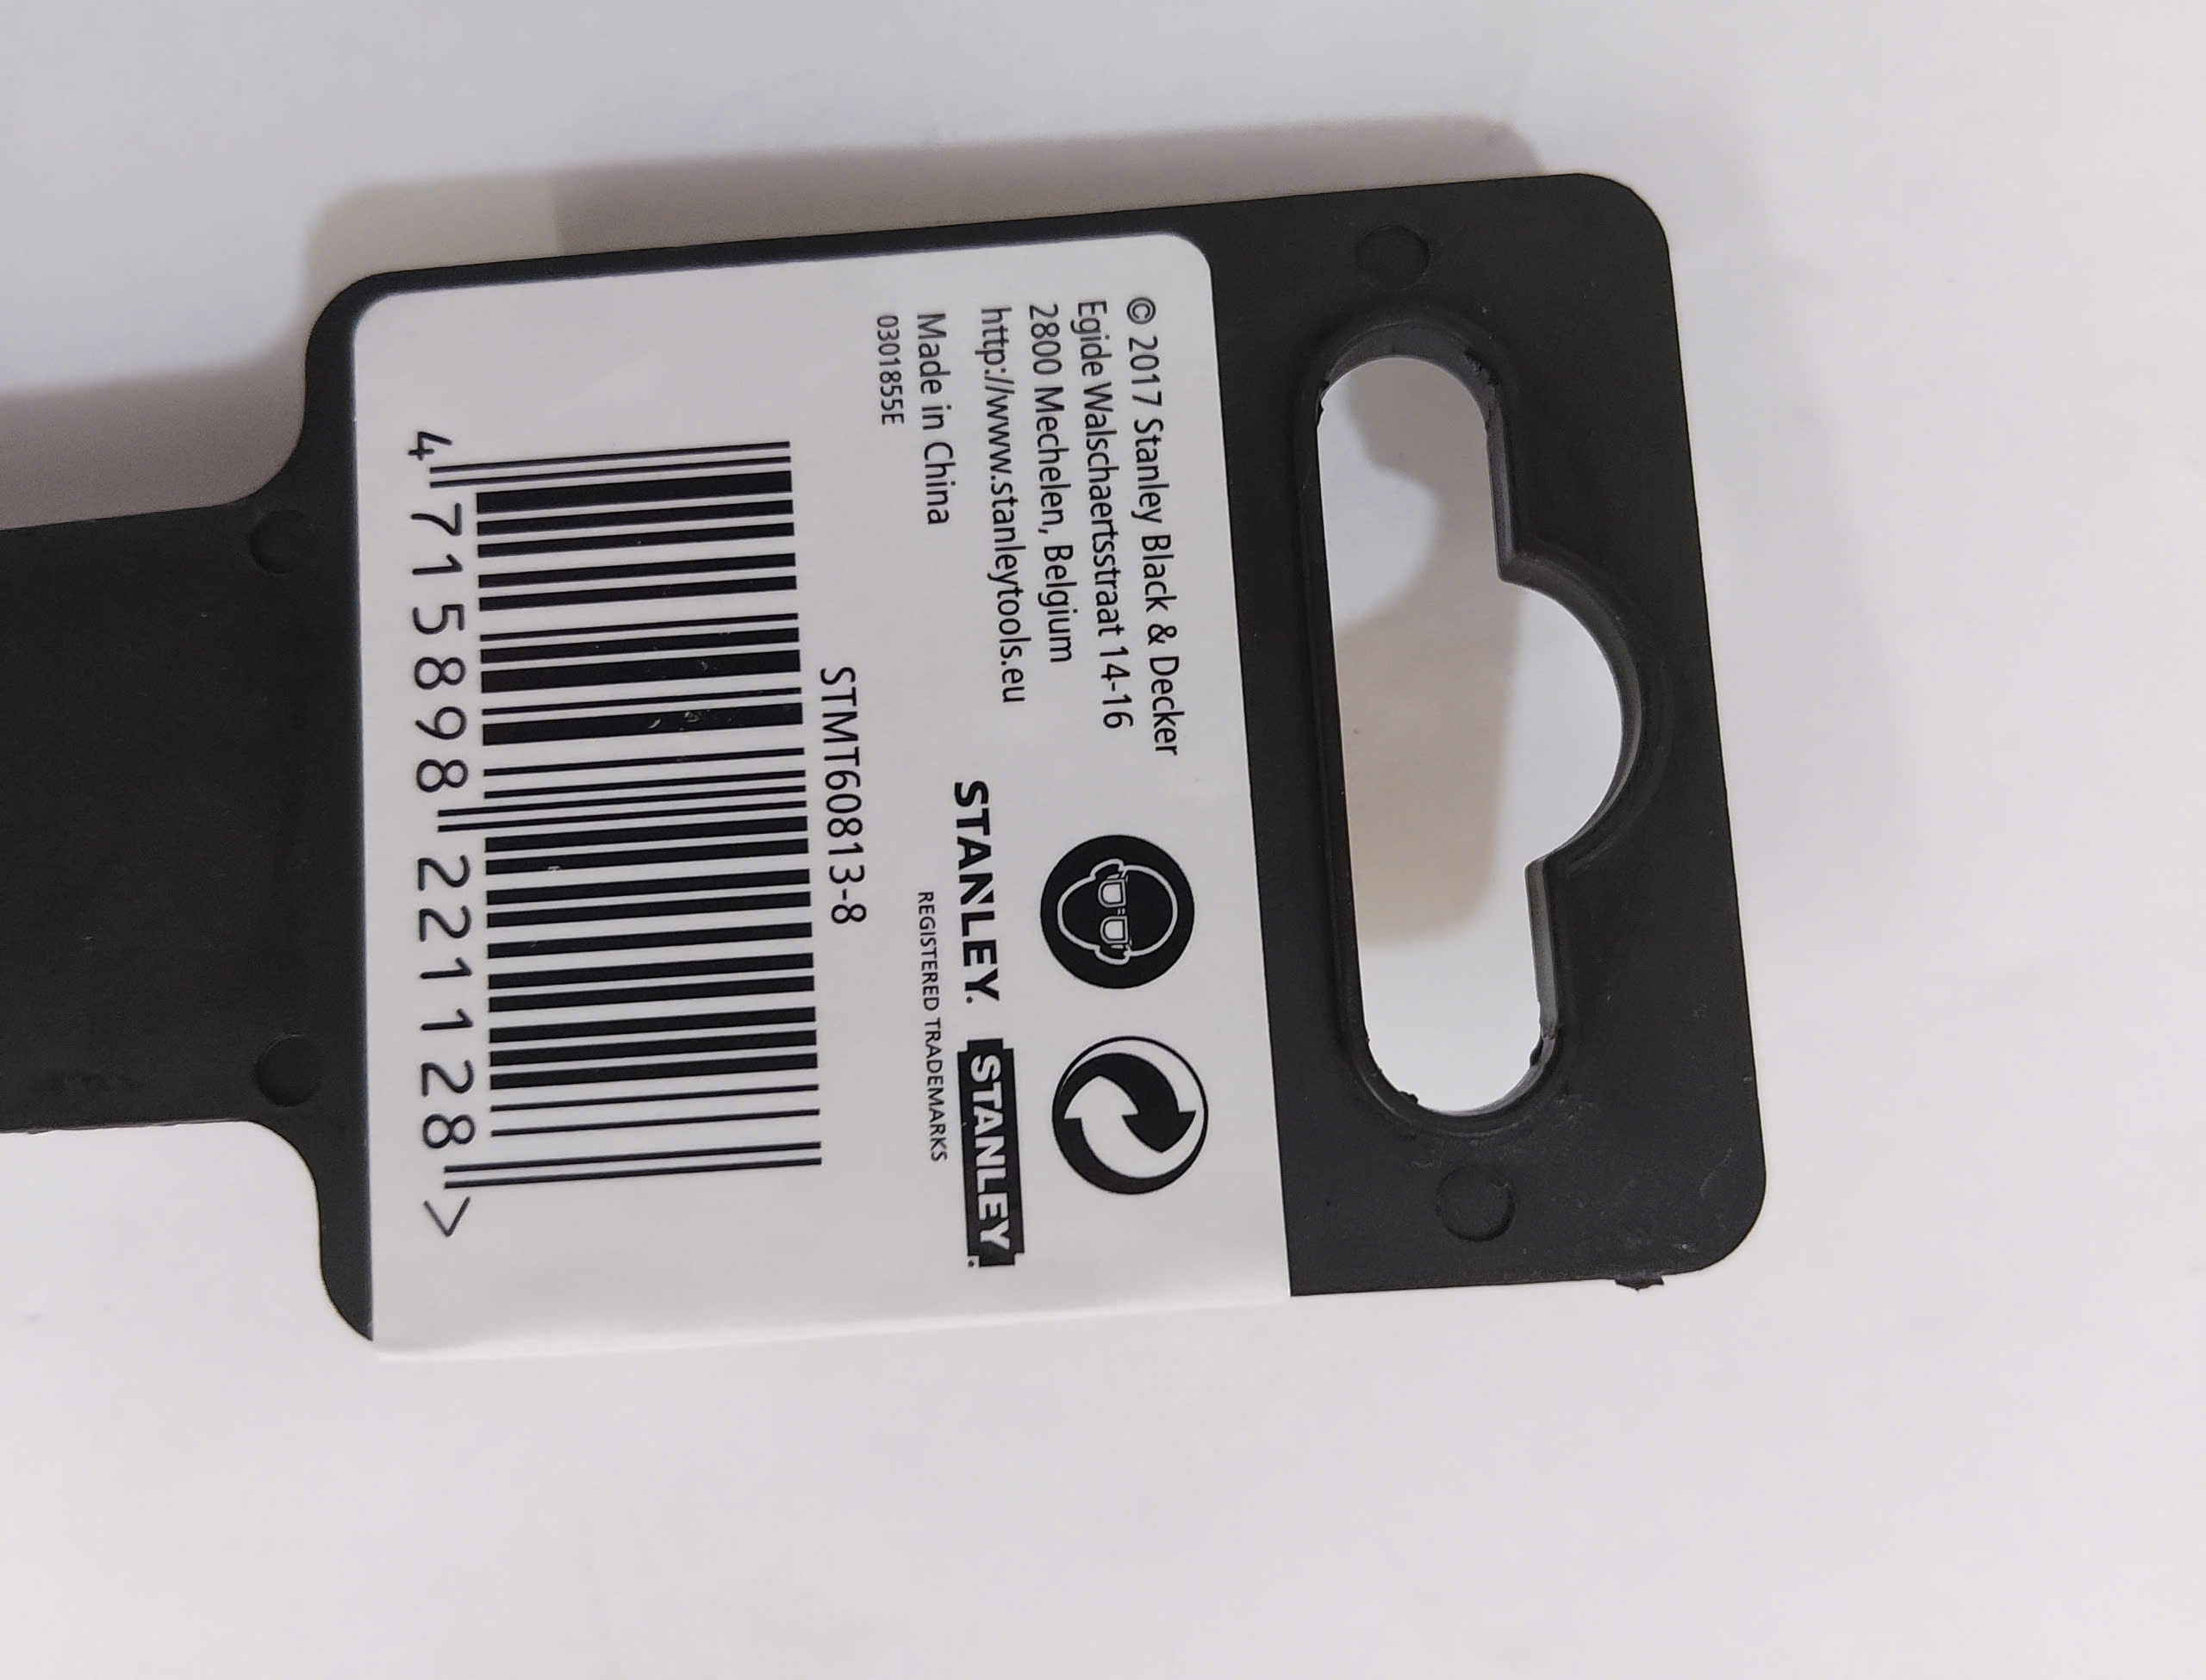 © 2017 Stanley Black & Decker
Egide Walschaertsstraat 14-16
2800 Mechelen, Belgium
http://www.stanleytools.eu
Made in China
0301855E
STANLEY. STANLEY.
REGISTERED TRADEMARKS
STMT60813-8
4 715898 221128 >